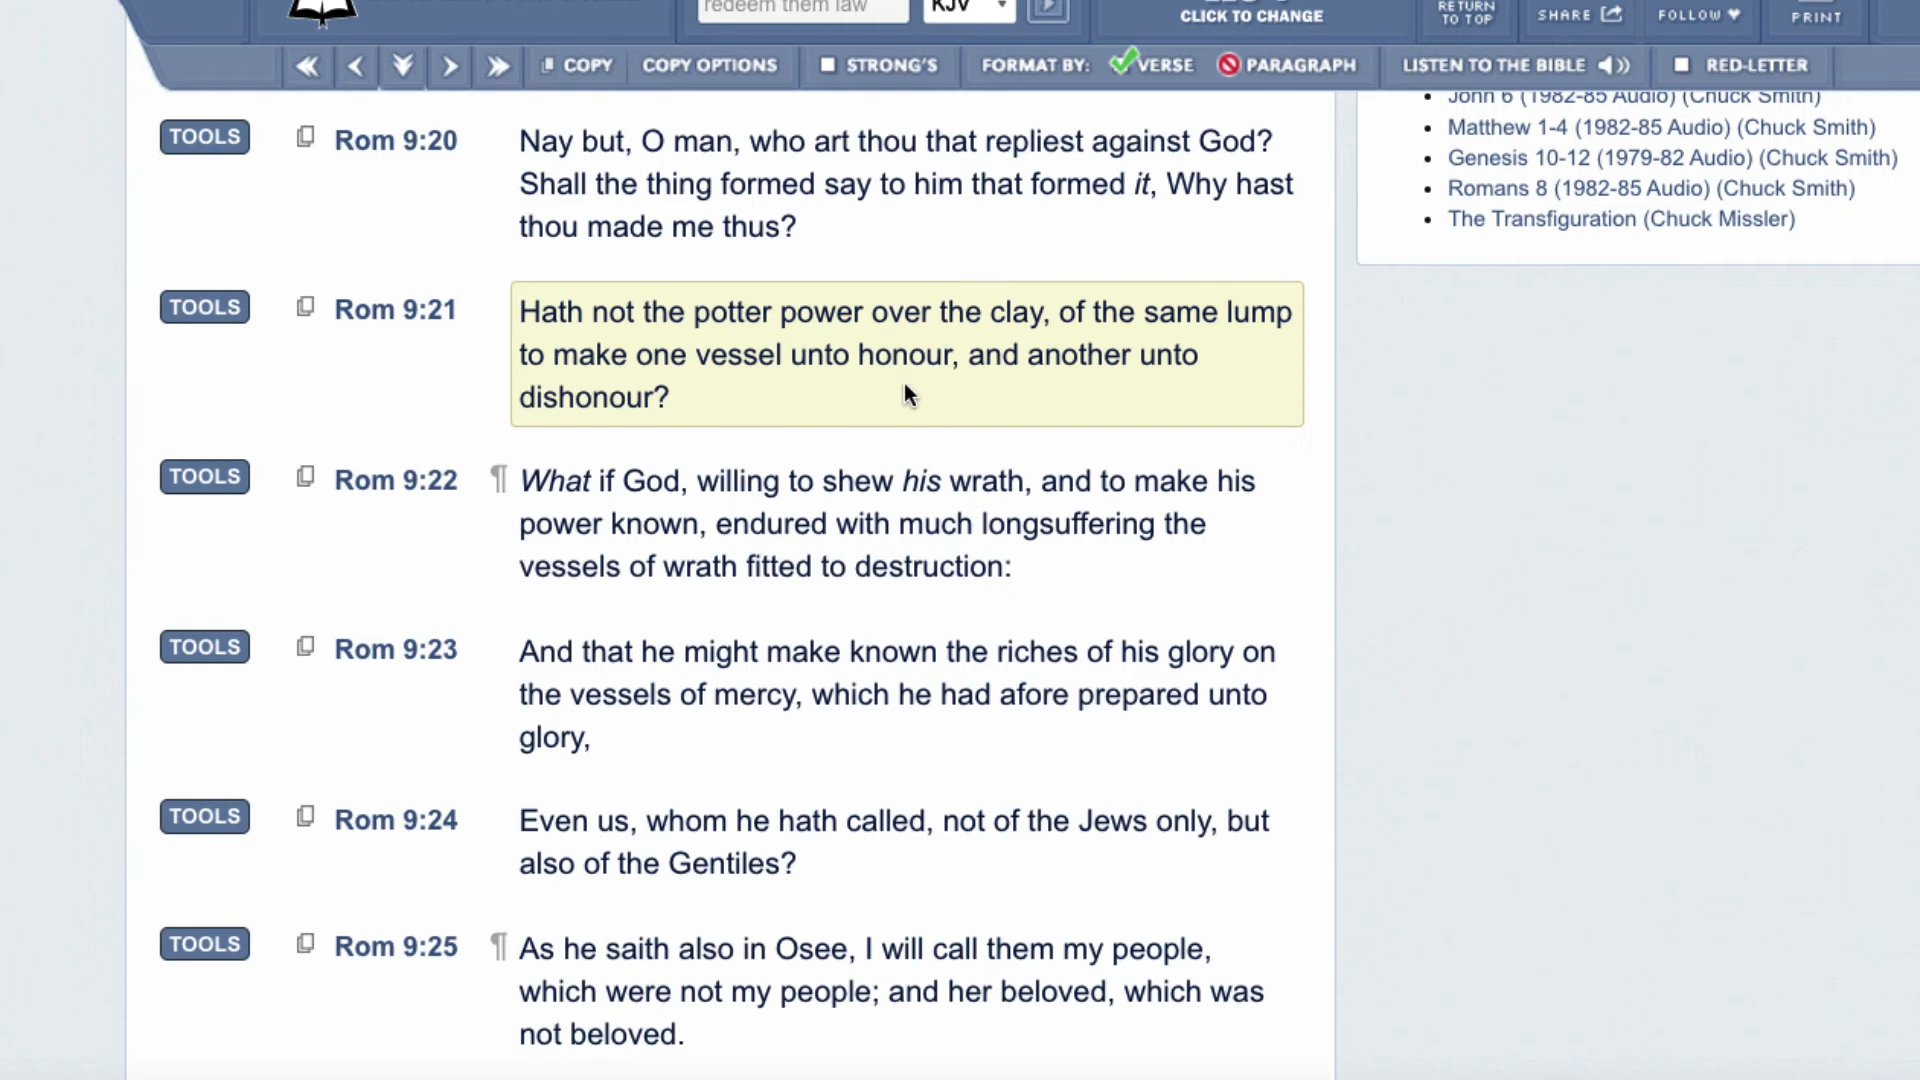 redeem them law
KJV
CLICK TO CHANGE
RETURN
TO TOP
SHARE
FOLLOW
PRINT
COPY
COPY OPTIONS
STRONG'S
FORMAT BY:
VERSE
PARAGRAPH
LISTEN TO THE BIBLE
RED-LETTER
John 6 (1982-85 Audio) (Chuck Smith)
Matthew 1-4 (1982-85 Audio) (Chuck Smith)
Genesis 10-12 (1979-82 Audio) (Chuck Smith)
Romans 8 (1982-85 Audio) (Chuck Smith)
The Transfiguration (Chuck Missler)
TOOLS
Rom 9:20
Nay but, O man, who art thou that repliest against God?
Shall the thing formed say to him that formed it, Why hast
thou made me thus?
TOOLS
Rom 9:21
Hath not the potter power over the clay, of the same lump
to make one vessel unto honour, and another unto
dishonour?
TOOLS
Rom 9:22
¶ What if God, willing to shew his wrath, and to make his
power known, endured with much longsuffering the
vessels of wrath fitted to destruction:
TOOLS
Rom 9:23
And that he might make known the riches of his glory on
the vessels of mercy, which he had afore prepared unto
glory,
TOOLS
Rom 9:24
Even us, whom he hath called, not of the Jews only, but
also of the Gentiles?
TOOLS
Rom 9:25
¶ As he saith also in Osee, I will call them my people,
which were not my people; and her beloved, which was
not beloved.